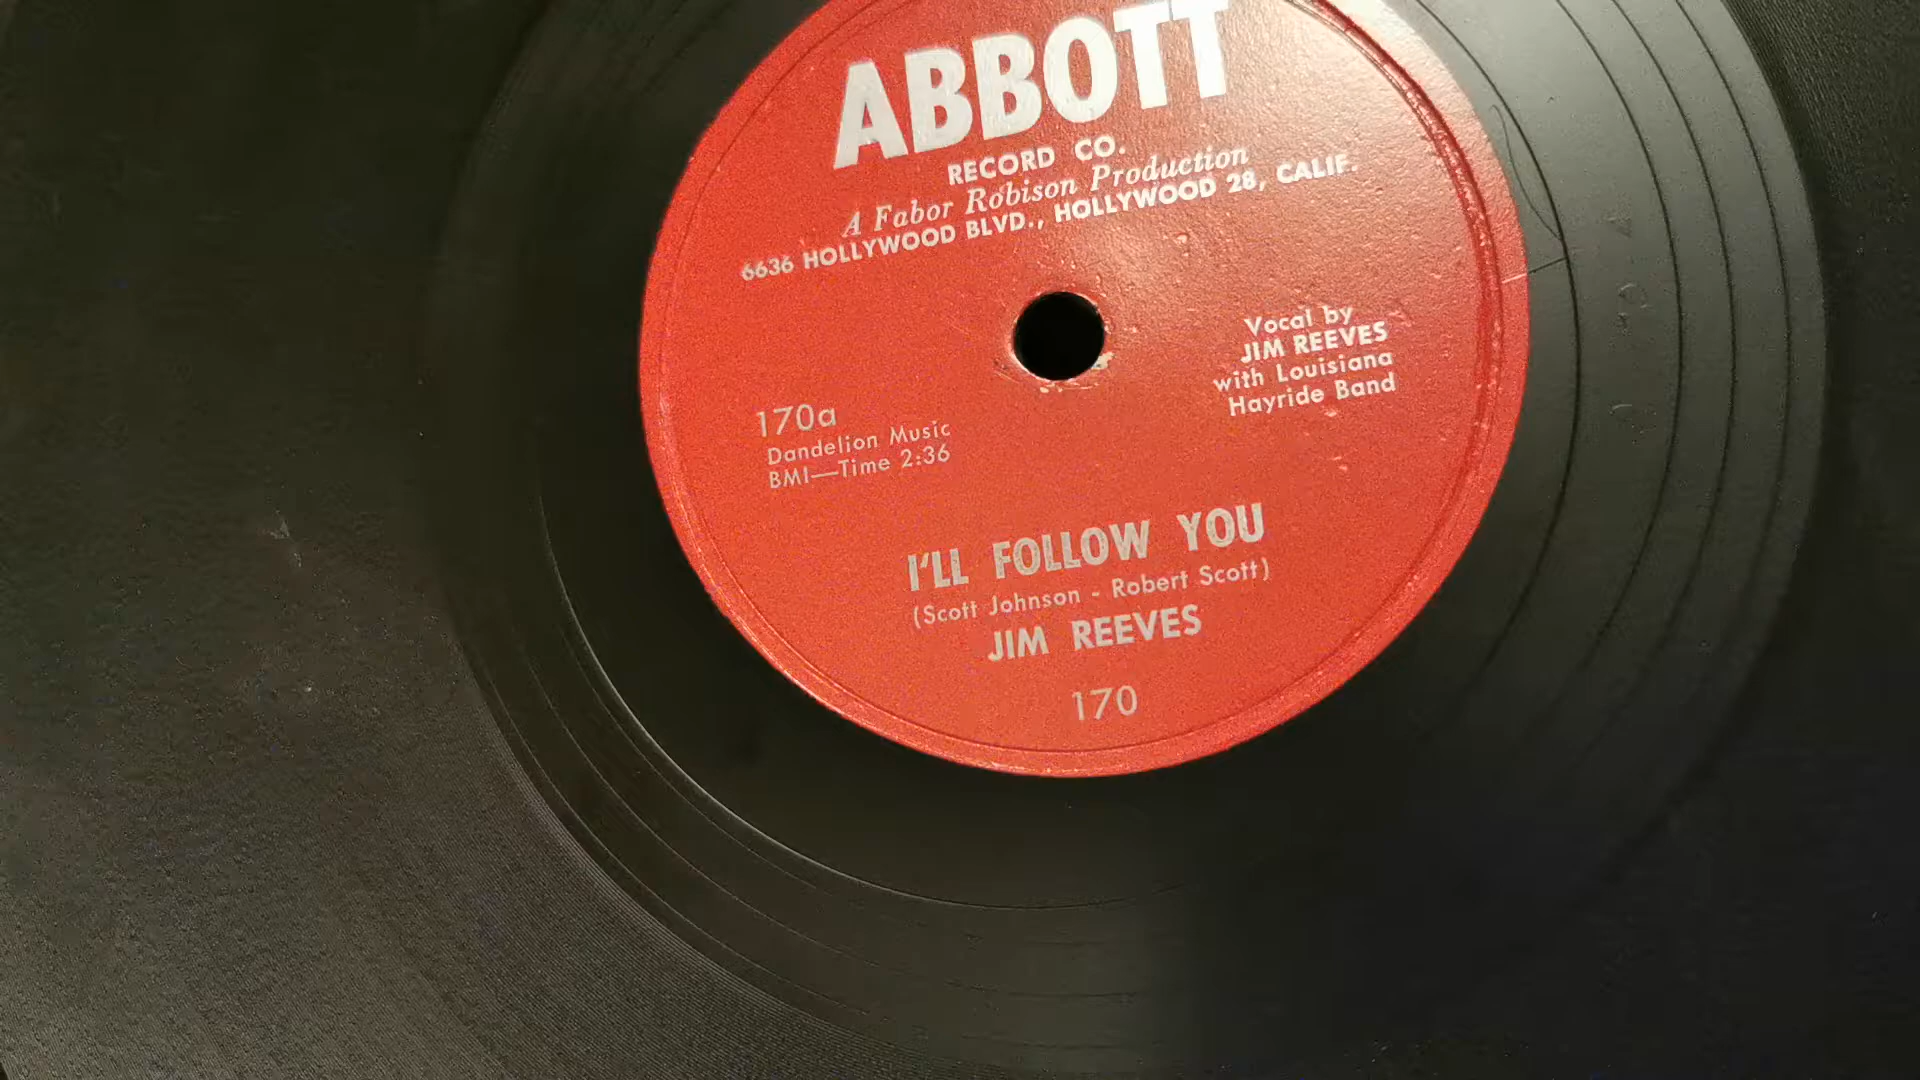 ABBOTT
RECORD CO.
A Fabor Robison Production
6636 HOLLYWOOD BLVD., HOLLYWOOD 28, CALIF.
Vocal by
JIM REEVES
with Louisiana
Hayride Band
170a
Dandelion Music
BMI—Time 2:36
I'LL FOLLOW YOU
(Scott Johnson - Robert Scott)
JIM REEVES
170